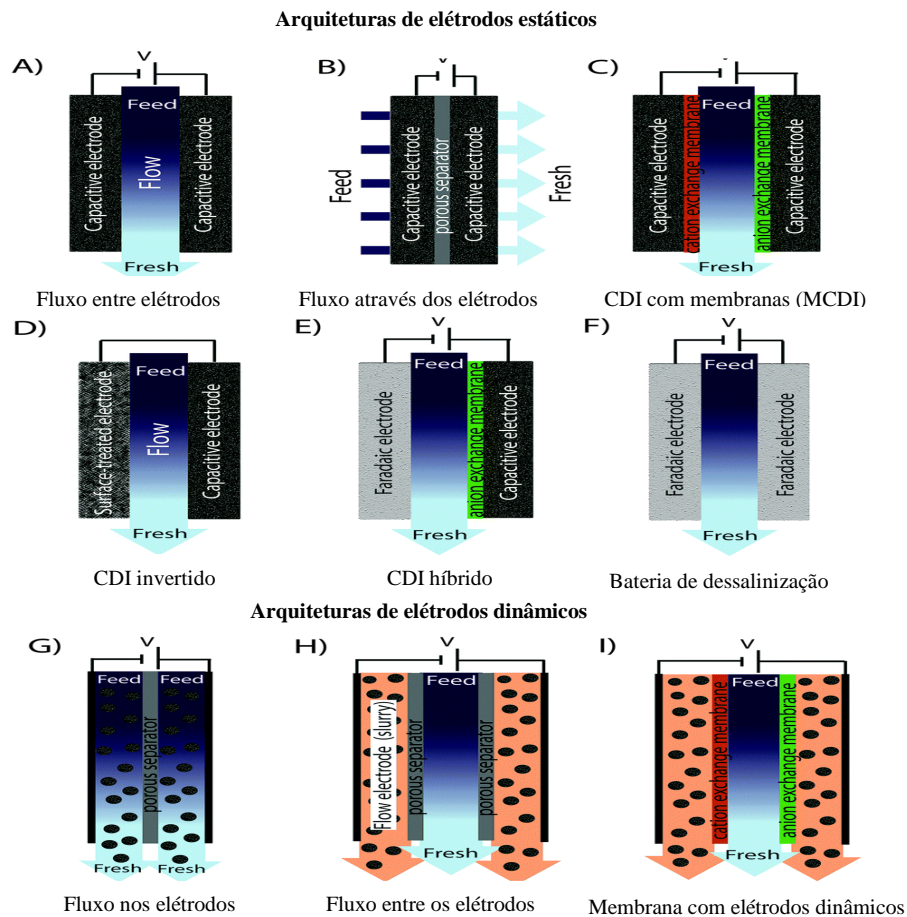 Arquiteturas de elétrodos estáticos
A)
V
Capacitive electrode
Feed
Flow
Fresh
Capacitive electrode
Fluxo entre elétrodos
B)
Feed
Capacitive electrode
porous separator
Capacitive electrode
Fresh
Fluxo através dos elétrodos
C)
Capacitive electrode
cation exchange membrane
Feed
Fresh
anion exchange membrane
Capacitive electrode
CDI com membranas (MCDI)
D)
Surface-treated electrode
Feed
Flow
Fresh
Capacitive electrode
CDI invertido
E)
V
Faradaic electrode
Feed
Fresh
anion exchange membrane
Capacitive electrode
CDI híbrido
F)
V
Faradaic electrode
Feed
Fresh
Faradaic electrode
Bateria de dessalinização
Arquiteturas de elétrodos dinâmicos
G)
V
Feed
Feed
porous separator
Fresh
Fresh
Fluxo nos elétrodos
H)
V
Flow electrode (slurry)
porous separator
Feed
Fresh
porous separator
Fluxo entre os elétrodos
I)
V
cation exchange membrane
Feed
Fresh
anion exchange membrane
Membrana com elétrodos dinâmicos